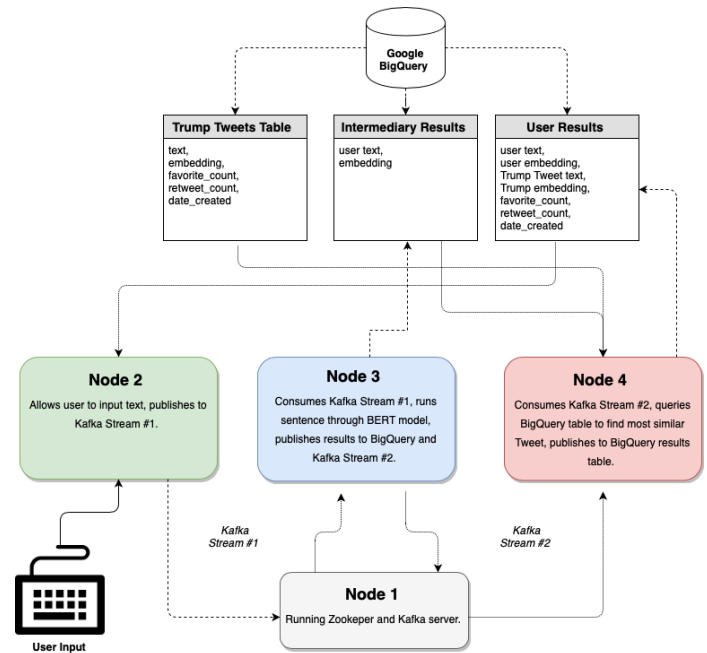 Google
BigQuery
Trump Tweets Table
text,
embedding,
favorite_count,
retweet_count,
date_created
Intermediary Results
user text,
embedding
User Results
user text,
user embedding,
Trump Tweet text,
Trump embedding,
favorite_count,
retweet_count,
date_created
Node 2
Allows user to input text, publishes to
Kafka Stream #1.
Node 3
Consumes Kafka Stream #1, runs
sentence through BERT model,
publishes results to BigQuery and
Kafka Stream #2.
Node 4
Consumes Kafka Stream #2, queries
BigQuery table to find most similar
Tweet, publishes to BigQuery results
table.
Kafka
Stream #1
Kafka
Stream #2
Node 1
Running Zookeper and Kafka server.
User Input